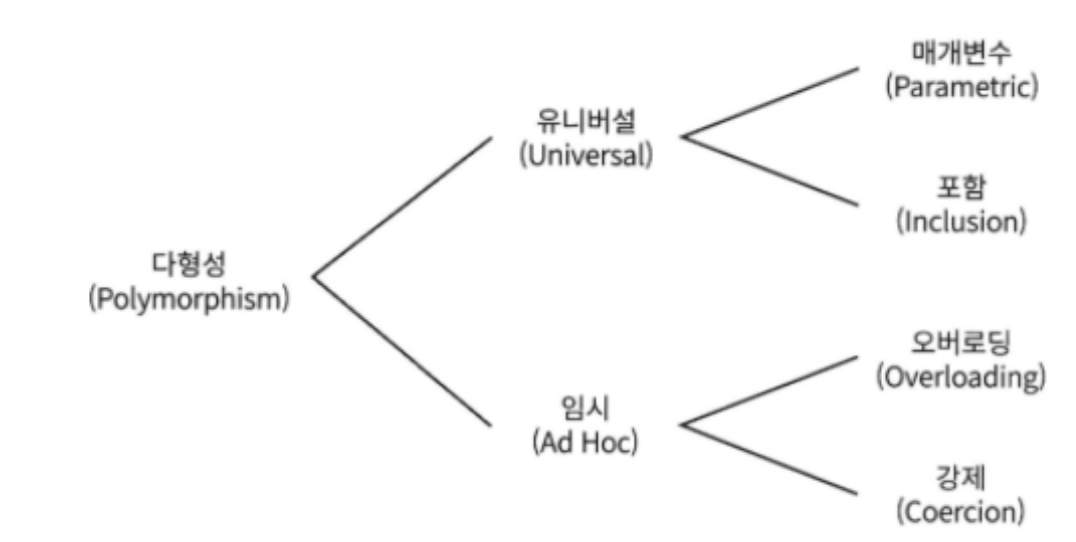 다형성
(Polymorphism)
유니버설
(Universal)
매개변수
(Parametric)
포함
(Inclusion)
임시
(Ad Hoc)
오버로딩
(Overloading)
강제
(Coercion)